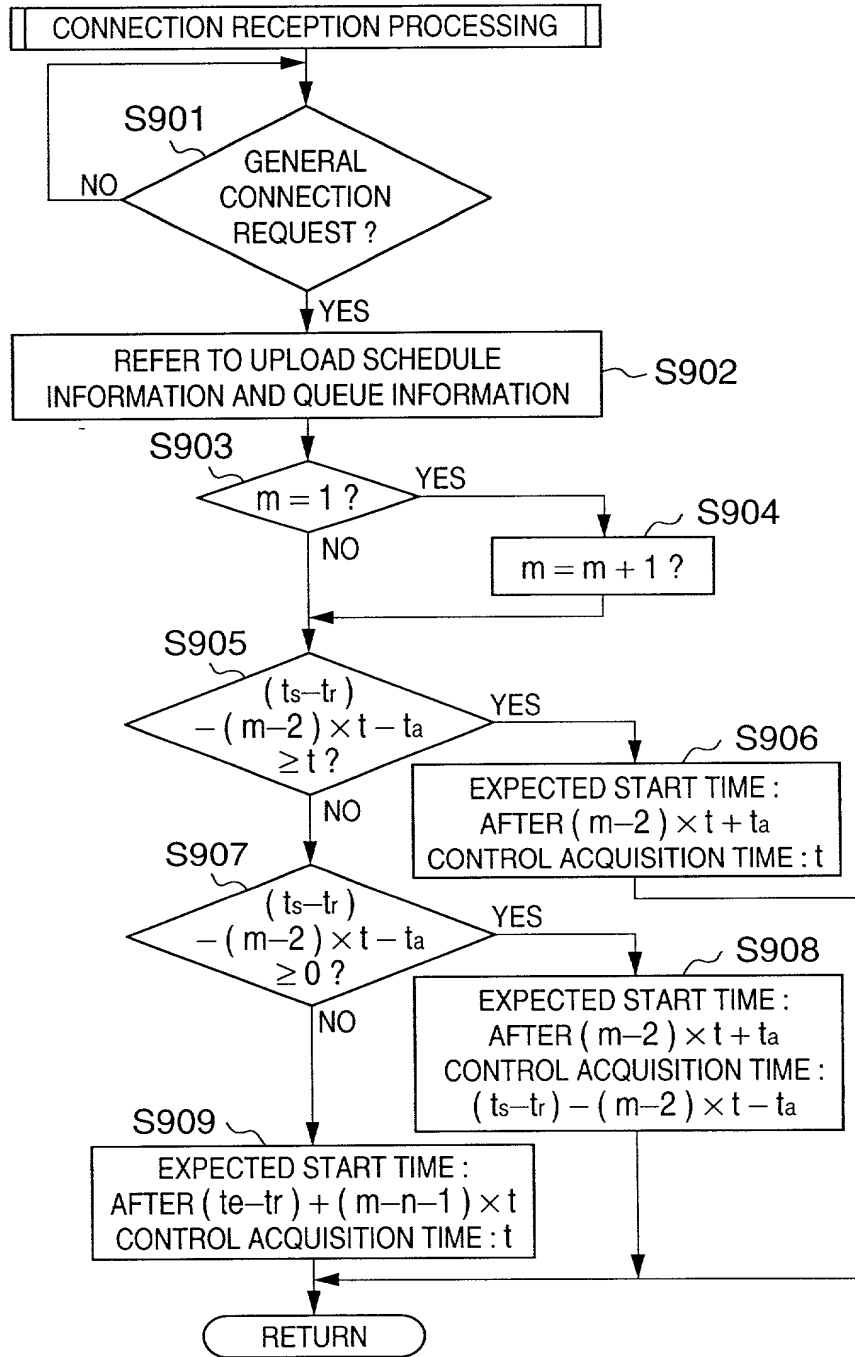 CONNECTION RECEPTION PROCESSING
S901
GENERAL
CONNECTION
REQUEST ?
NO
YES
REFER TO UPLOAD SCHEDULE
INFORMATION AND QUEUE INFORMATION
S902
S903
m = 1 ?
YES
NO
S904
m = m + 1 ?
S905
(ts–tr)
– (m–2) × t – ta
≥ t ?
YES
NO
S906
EXPECTED START TIME :
AFTER (m–2) × t + ta
CONTROL ACQUISITION TIME : t
S907
(ts–tr)
– (m–2) × t – ta
≥ 0 ?
YES
NO
S908
EXPECTED START TIME :
AFTER (m–2) × t + ta
CONTROL ACQUISITION TIME :
(ts–tr) – (m–2) × t – ta
S909
EXPECTED START TIME :
AFTER (te–tr) + (m–n–1) × t
CONTROL ACQUISITION TIME : t
RETURN